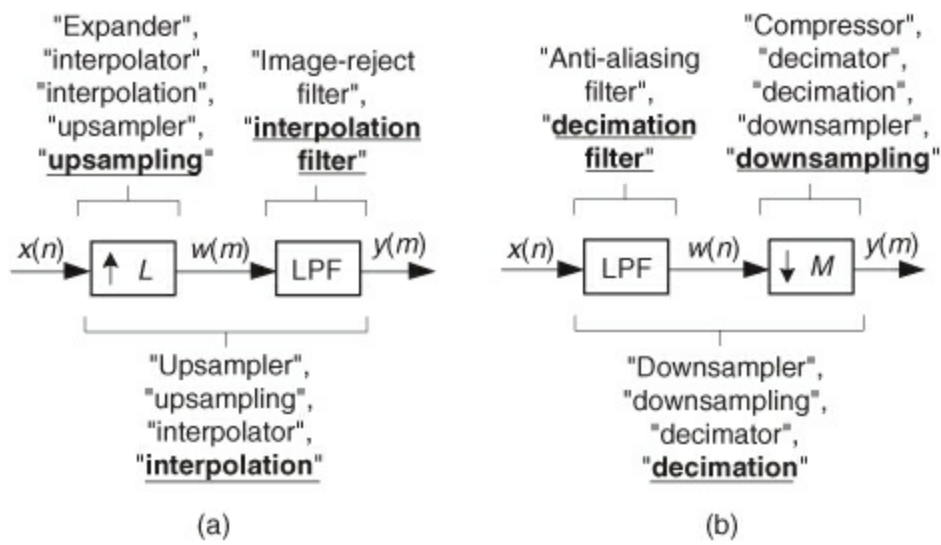 "Expander",
"interpolator",
"interpolation",
"upsampler",
"upsampling"
"Image-reject
filter",
"interpolation
filter"
x(n)
↑ L
w(m)
LPF
y(m)
"Upsampler",
"upsampling",
"interpolator",
"interpolation"
(a)
"Anti-aliasing
filter",
"decimation
filter"
"Compressor",
"decimator",
"decimation",
"downsampler",
"downsampling"
x(n)
LPF
w(n)
↓ M
y(m)
"Downsampler",
"downsampling",
"decimator",
"decimation"
(b)